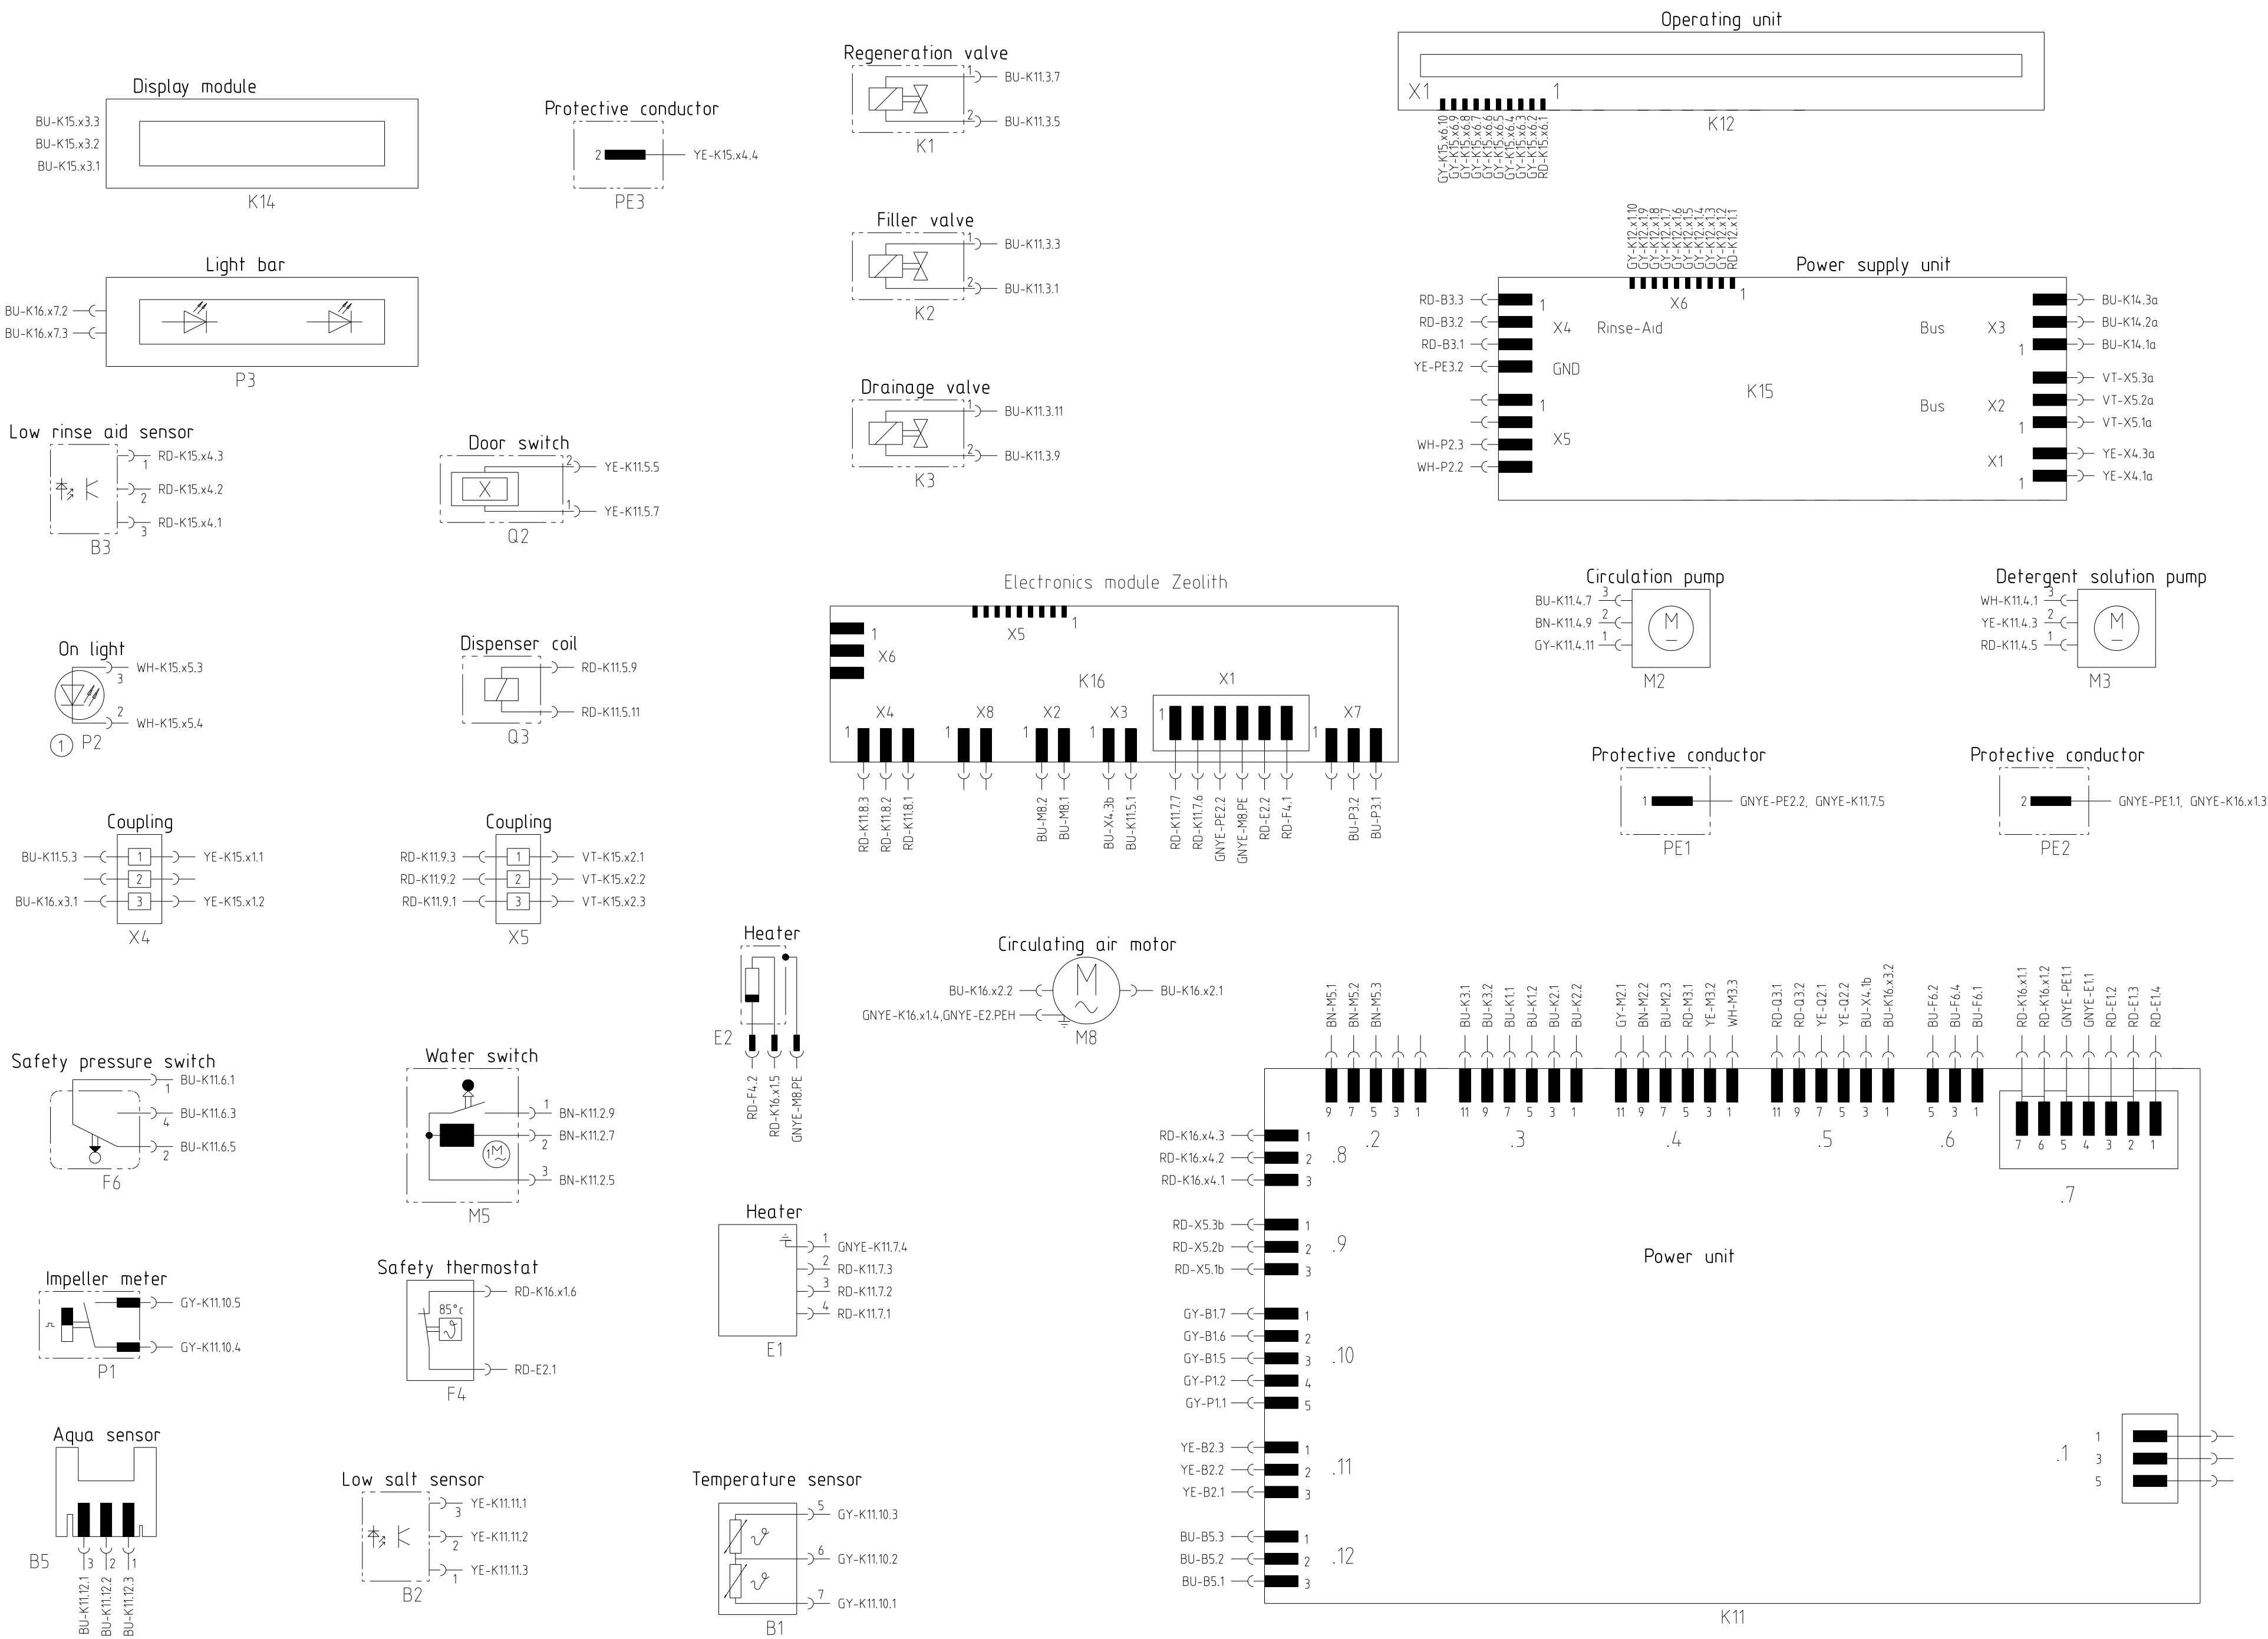 Operating unit
X1
1
GY-K15.x6.10
GY-K15.x6.9
GY-K15.x6.8
GY-K15.x6.7
GY-K15.x6.6
GY-K15.x6.5
GY-K15.x6.4
GY-K15.x6.3
GY-K15.x6.2
RD-K15.x6.1
K12
Display module
BU-K15.x3.3
BU-K15.x3.2
BU-K15.x3.1
K14
Protective conductor
2
YE-K15.x4.4
PE3
Regeneration valve
1
BU-K11.3.7
2
BU-K11.3.5
K1
Light bar
BU-K16.x7.2
BU-K16.x7.3
P3
Filler valve
1
BU-K11.3.3
2
BU-K11.3.1
K2
Drainage valve
1
BU-K11.3.11
2
BU-K11.3.9
K3
Power supply unit
GY-K12.x1.10
GY-K12.x1.9
GY-K12.x1.8
GY-K12.x1.7
GY-K12.x1.6
GY-K12.x1.5
GY-K12.x1.4
GY-K12.x1.3
GY-K12.x1.2
RD-K12.x1.1
X6
1
RD-B3.3
1
RD-B3.2
X4 Rinse-Aid
RD-B3.1
YE-PE3.2
GND
1
X5
WH-P2.3
WH-P2.2
K15
BU-K14.3a
Bus X3
BU-K14.2a
1
BU-K14.1a
VT-X5.3a
Bus X2
VT-X5.2a
1
VT-X5.1a
X1
YE-X4.3a
1
YE-X4.1a
Low rinse aid sensor
RD-K15.x4.3
1
RD-K15.x4.2
2
RD-K15.x4.1
3
B3
Door switch
2
YE-K11.5.5
X
1
YE-K11.5.7
Q2
On light
WH-K15.x5.3
3
2
WH-K15.x5.4
1
P2
Dispenser coil
RD-K11.5.9
RD-K11.5.11
Q3
Electronics module Zeolith
X5
1
1
X6
K16
X4
1
X8
1
X2
1
X3
1
X1
1
X7
1
RD-K11.8.3
RD-K11.8.2
RD-K11.8.1
BU-M8.2
BU-M8.1
BU-X4.3b
BU-K11.5.1
RD-K11.7.7
RD-K11.7.6
GNYE-PE2.2
GNYE-M8.PE
RD-E2.2
RD-F4.1
BU-P3.2
BU-P3.1
Circulation pump
BU-K11.4.7
3
BN-K11.4.9
2
GY-K11.4.11
1
M
M2
Detergent solution pump
WH-K11.4.1
3
YE-K11.4.3
2
RD-K11.4.5
1
M
M3
Protective conductor
1
GNYE-PE2.2, GNYE-K11.7.5
PE1
Protective conductor
2
GNYE-PE1.1, GNYE-K16.x1.3
PE2
Coupling
BU-K11.5.3
1
YE-K15.x1.1
2
BU-K16.x3.1
3
YE-K15.x1.2
X4
Coupling
RD-K11.9.3
1
VT-K15.x2.1
RD-K11.9.2
2
VT-K15.x2.2
RD-K11.9.1
3
VT-K15.x2.3
X5
Heater
E2
RD-F4.2
RD-K16.x1.5
GNYE-M8.PE
Circulating air motor
BU-K16.x2.2
M
BU-K16.x2.1
GNYE-K16.x1.4,GNYE-E2.PEH
M8
Safety pressure switch
BU-K11.6.1
1
BU-K11.6.3
4
BU-K11.6.5
2
F6
Water switch
1
BN-K11.2.9
BN-K11.2.7
2
1M
3
BN-K11.2.5
M5
Impeller meter
GY-K11.10.5
GY-K11.10.4
P1
Safety thermostat
RD-K16.x1.6
85°c
ϑ
RD-E2.1
F4
Heater
1
GNYE-K11.7.4
2
RD-K11.7.3
3
RD-K11.7.2
4
RD-K11.7.1
E1
Aqua sensor
B5
3
2
1
BU-K11.12.1
BU-K11.12.2
BU-K11.12.3
Low salt sensor
YE-K11.11.1
3
YE-K11.11.2
2
YE-K11.11.3
1
B2
Temperature sensor
5
GY-K11.10.3
ϑ
6
GY-K11.10.2
ϑ
7
GY-K11.10.1
B1
BN-M5.1
BN-M5.2
BN-M5.3
BU-K3.1
BU-K3.2
BU-K1.1
BU-K1.2
BU-K2.1
BU-K2.2
GY-M2.1
BN-M2.2
BU-M2.3
RD-M3.1
YE-M3.2
WH-M3.3
RD-Q3.1
RD-Q3.2
YE-Q2.1
YE-Q2.2
BU-X4.1b
BU-K16.x3.2
BU-F6.2
BU-F6.4
BU-F6.1
RD-K16.x1.1
RD-K16.x1.2
GNYE-PE1.1
GNYE-E1.1
RD-E1.2
RD-E1.3
RD-E1.4
9 7 5 3 1
11 9 7 5 3 1
11 9 7 5 3 1
11 9 7 5 3 1
5 3 1
7 6 5 4 3 2 1
.2
.3
.4
.5
.6
.7
RD-K16.x4.3
1
RD-K16.x4.2
2
RD-K16.x4.1
3
.8
RD-X5.3b
1
RD-X5.2b
2
RD-X5.1b
3
.9
Power unit
GY-B1.7
1
GY-B1.6
2
GY-B1.5
3
GY-P1.2
4
GY-P1.1
5
.10
YE-B2.3
1
YE-B2.2
2
YE-B2.1
3
.11
BU-B5.3
1
BU-B5.2
2
BU-B5.1
3
.12
.1
1
3
5
K11